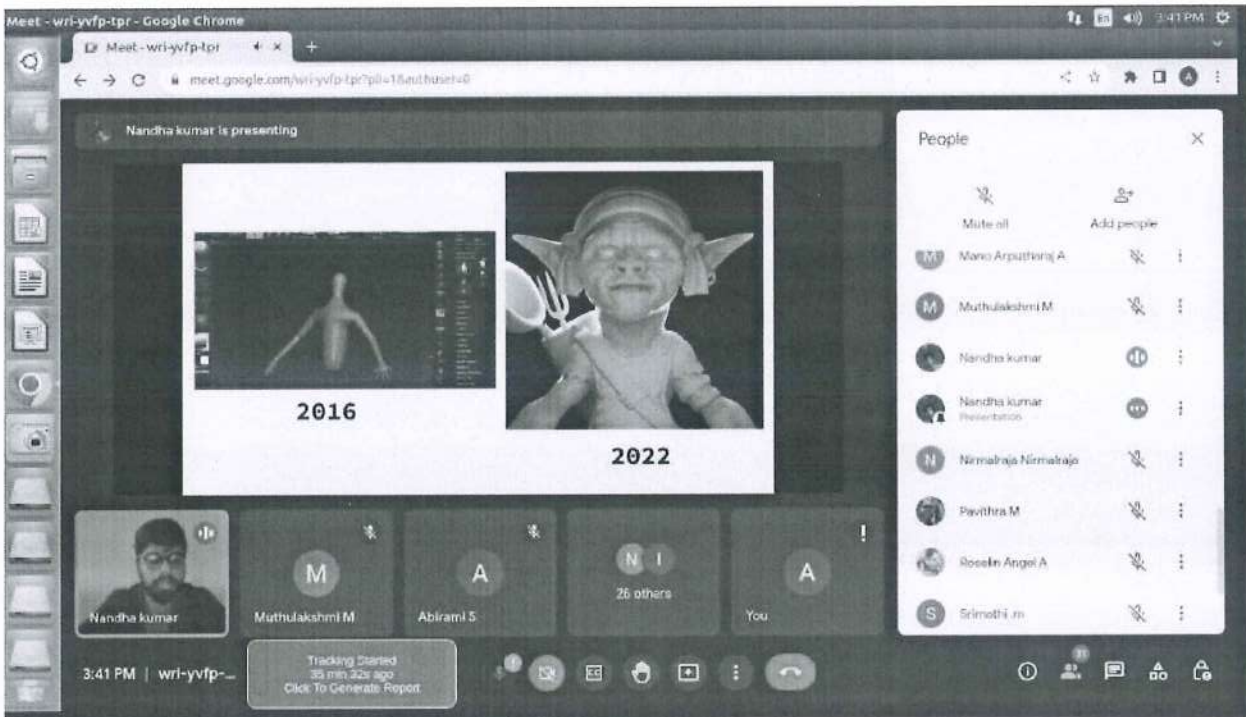 Meet - wri-yvfp-tpr - Google Chrome
En
3:41 PM
Meet - wri-yvfp-tpr
meet.google.com/wri-yvfp-tpr?pli=1&authuser=0
A
Nandha kumar is presenting
2016
2022
People
Mute all
Add people
M
Mano Arputharaj A
M
Muthulakshmi M
Nandha kumar
Nandha kumar
Presentation
N
Nirmalraja Nirmalraja
Pavithra M
Roselin Angel A
S
Srimathi .m
Nandha kumar
M
Muthulakshmi M
A
Abirami S
N I
26 others
A
You
3:41 PM | wri-yvfp-...
Tracking Started
35 min 32s ago
Click To Generate Report
31